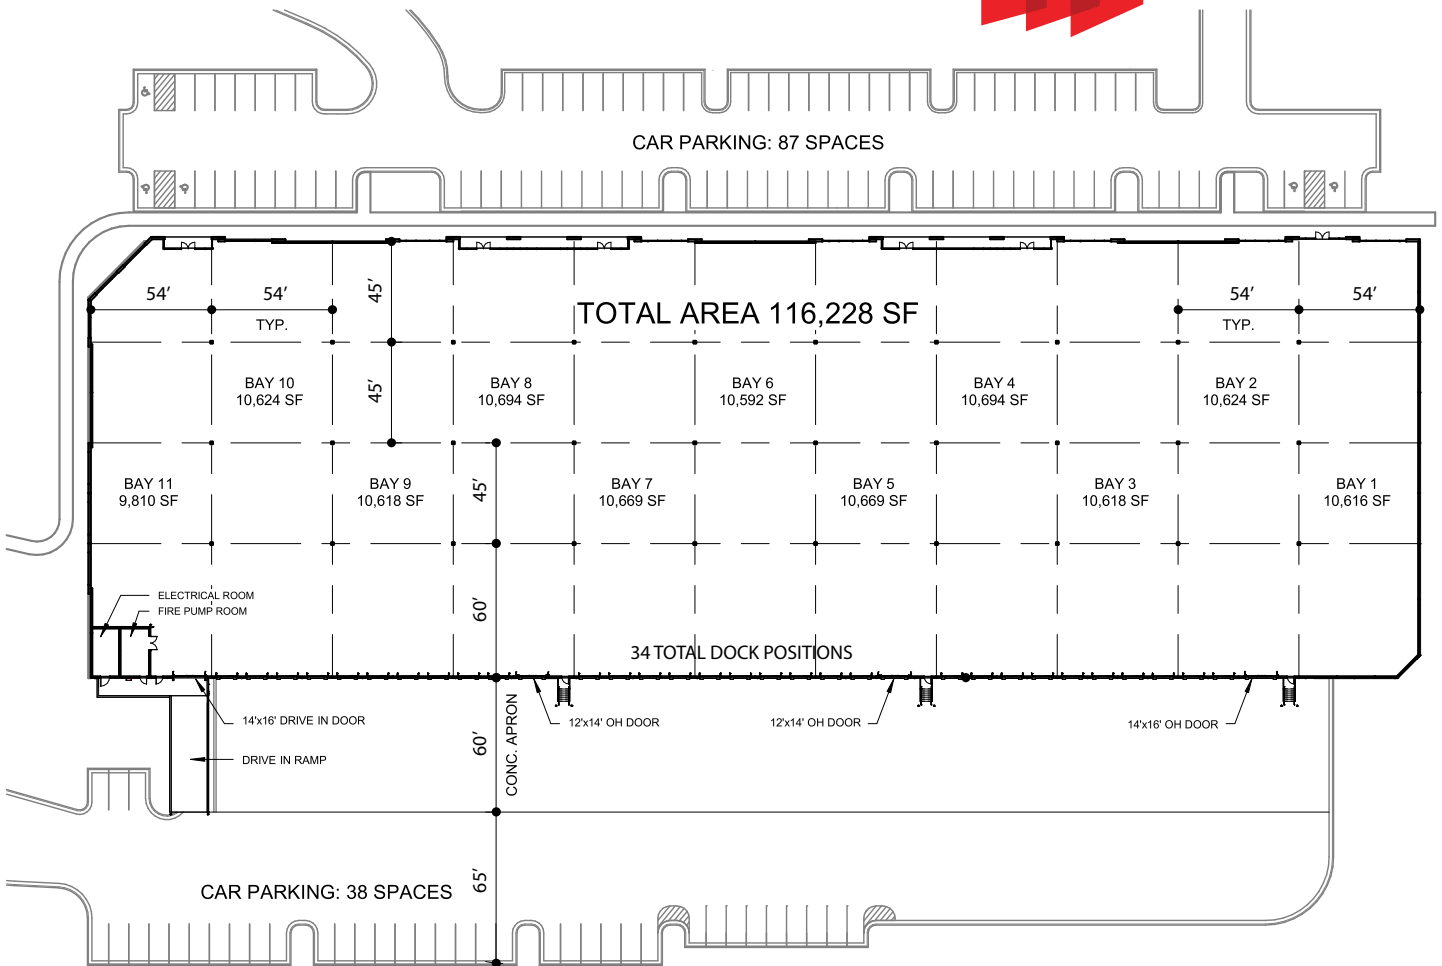 CAR PARKING: 87 SPACES
54'
54'
TYP.
45'
TOTAL AREA 116,228 SF
54'
54'
TYP.
45'
BAY 10
10,624 SF
BAY 8
10,694 SF
BAY 6
10,592 SF
BAY 4
10,694 SF
BAY 2
10,624 SF
BAY 11
9,810 SF
BAY 9
10,618 SF
45'
BAY 7
10,669 SF
BAY 5
10,669 SF
BAY 3
10,618 SF
BAY 1
10,616 SF
ELECTRICAL ROOM
FIRE PUMP ROOM
60'
34 TOTAL DOCK POSITIONS
14'x16' DRIVE IN DOOR
12'x14' OH DOOR
12'x14' OH DOOR
14'x16' OH DOOR
60'
CONC. APRON
DRIVE IN RAMP
CAR PARKING: 38 SPACES
65'